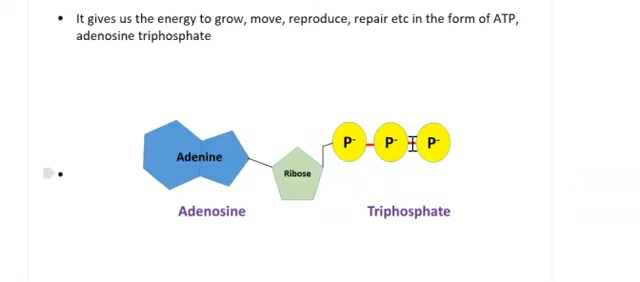 • It gives us the energy to grow, move, reproduce, repair etc in the form of ATP,
adenosine triphosphate
P- P- P-
Adenine
Ribose
Adenosine Triphosphate